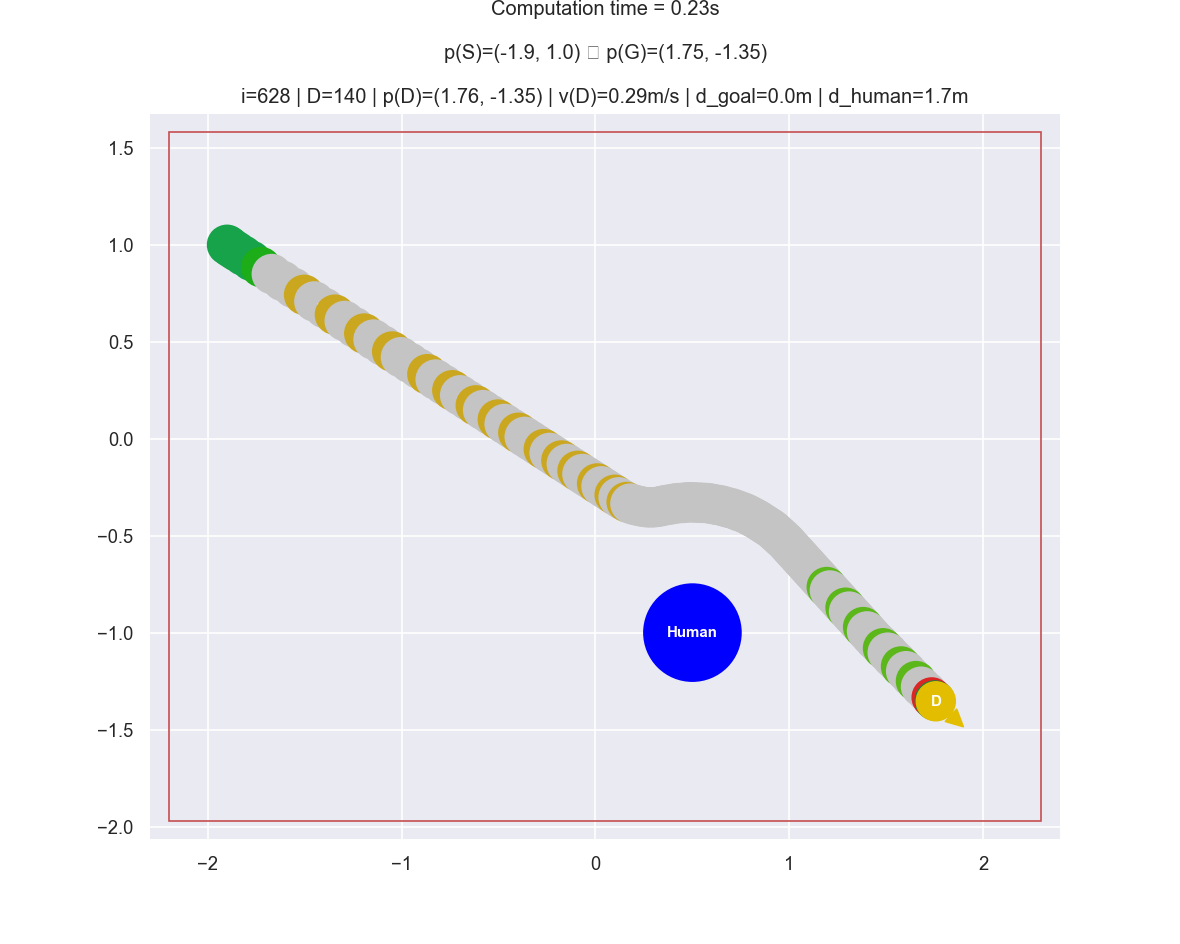 Computation time = 0.23s
p(S)=(-1.9, 1.0) □ p(G)=(1.75, -1.35)
i=628 | D=140 | p(D)=(1.76, -1.35) | v(D)=0.29m/s | d_goal=0.0m | d_human=1.7m
1.5
1.0
0.5
0.0
−0.5
−1.0
Human
D
−1.5
−2.0
−2 −1 0 1 2